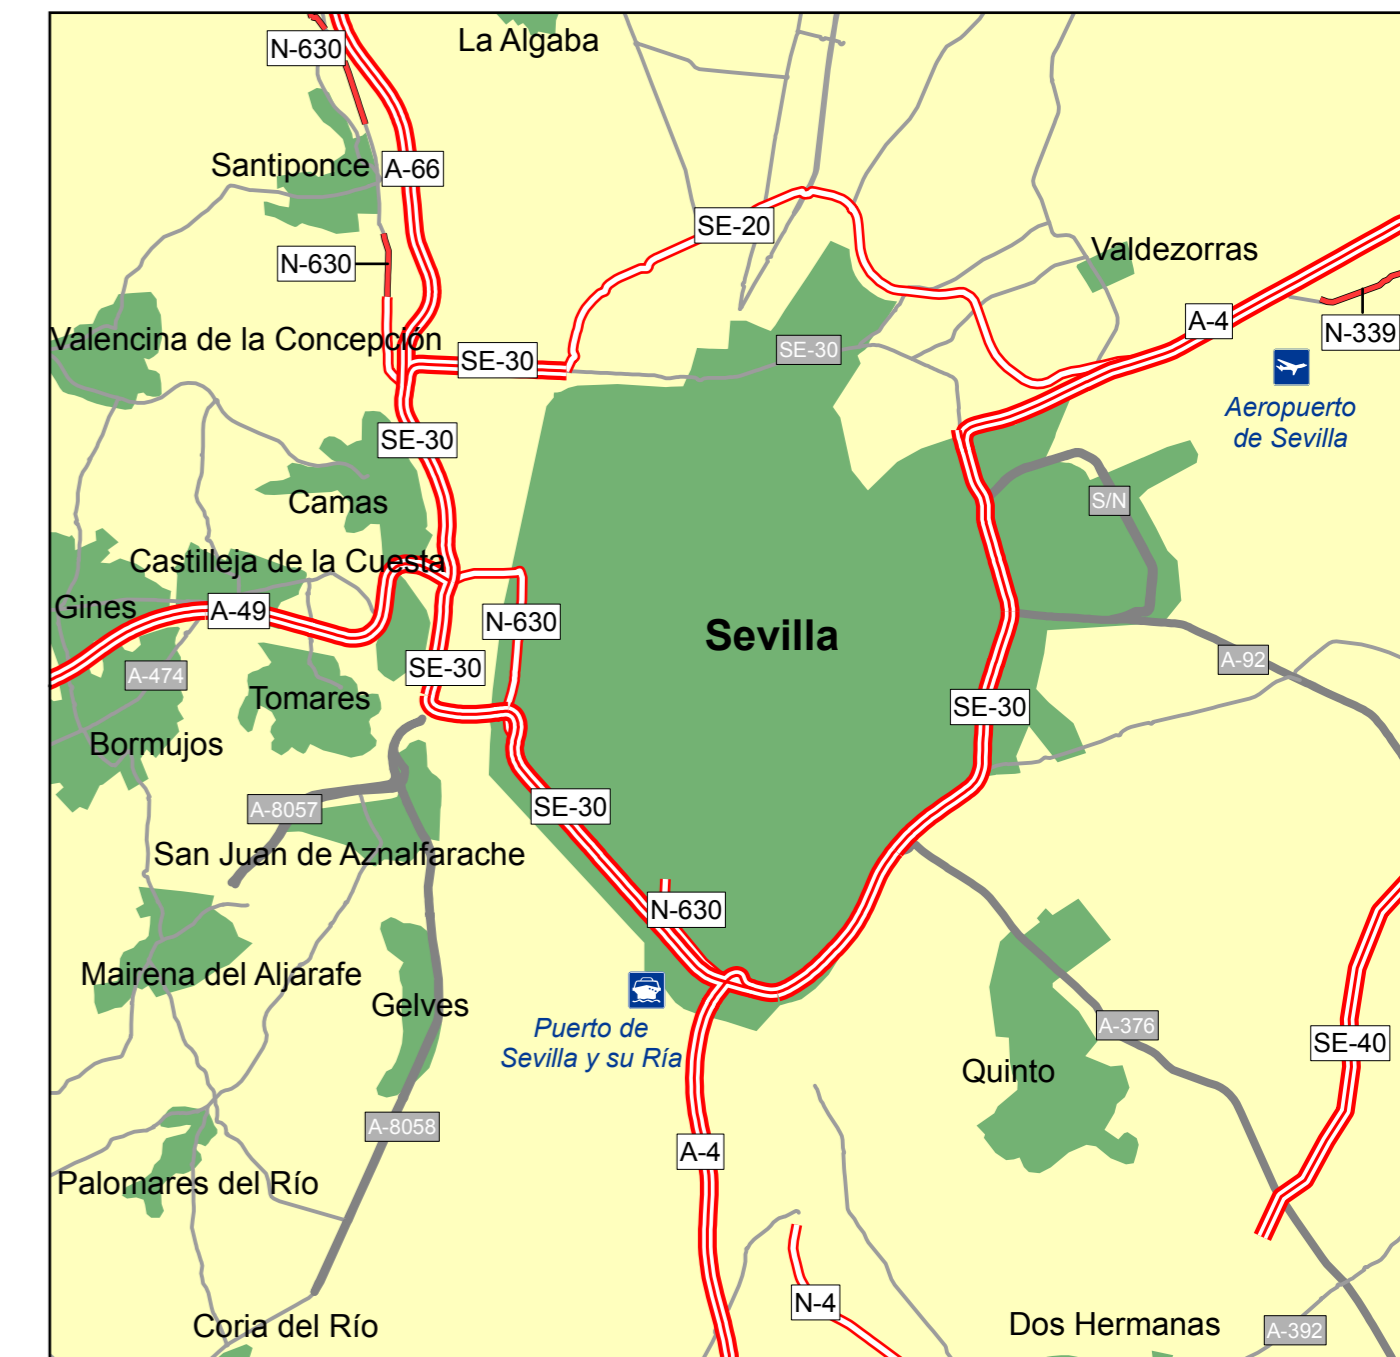 La Algaba
N-630
Santiponce
A-66
SE-20
Valdezorras
N-630
A-4
N-339
Valencina de la Concepción
SE-30
SE-30
Aeropuerto
de Sevilla
SE-30
Camas
S/N
Castilleja de la Cuesta
Gines
A-49
N-630
Sevilla
A-474
SE-30
A-92
Tomares
SE-30
Bormujos
A-8057
SE-30
San Juan de Aznalfarache
N-630
Mairena del Aljarafe
Gelves
Puerto de
Sevilla y su Ría
A-376
SE-40
Quinto
A-8058
A-4
Palomares del Río
N-4
Coria del Río
Dos Hermanas
A-392